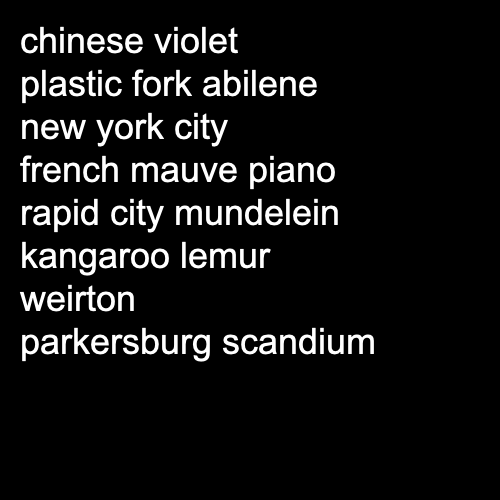 chinese violet
plastic fork abilene
new york city
french mauve piano
rapid city mundelein
kangaroo lemur
weirton
parkersburg scandium